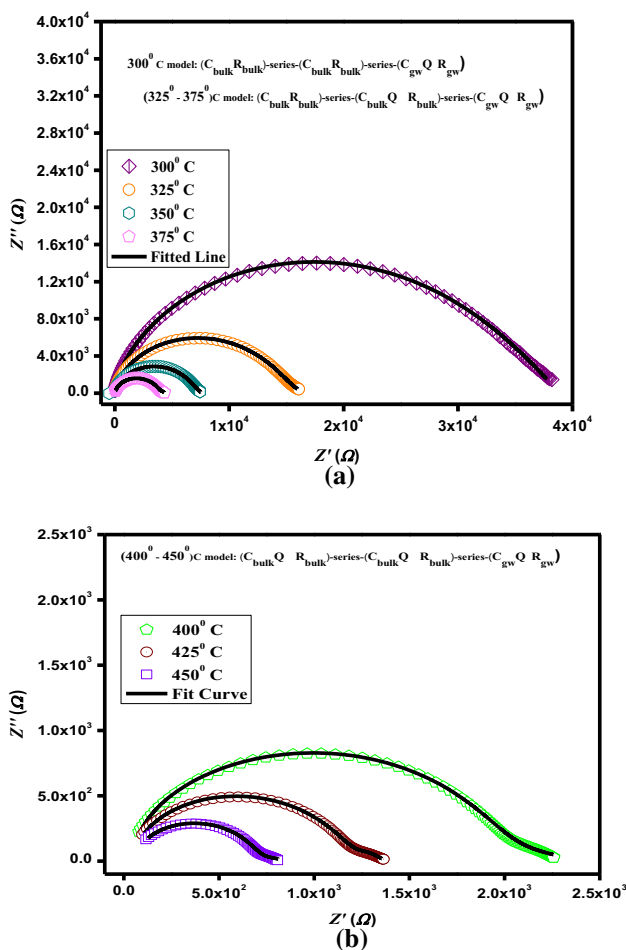 4.0x10⁴
300⁰ C model: (C_bulk R_bulk)-series-(C_bulk R_bulk)-series-(C_gw Q R_gw)
3.6x10⁴
(325⁰ - 375⁰)C model: (C_bulk R_bulk)-series-(C_bulk Q R_bulk)-series-(C_gw Q R_gw)
3.2x10⁴
2.8x10⁴
2.4x10⁴
300⁰ C
325⁰ C
2.0x10⁴
350⁰ C
375⁰ C
1.6x10⁴
Fitted Line
Z'' (Ω)
1.2x10⁴
8.0x10³
4.0x10³
0.0
0 1x10⁴ 2x10⁴ 3x10⁴ 4x10⁴
Z' (Ω)
(a)
2.5x10³
(400⁰ - 450⁰)C model: (C_bulk Q R_bulk)-series-(C_bulk Q R_bulk)-series-(C_gw Q R_gw)
2.0x10³
400⁰ C
425⁰ C
1.5x10³
450⁰ C
Fit Curve
Z'' (Ω)
1.0x10³
5.0x10²
0.0
0.0 5.0x10² 1.0x10³ 1.5x10³ 2.0x10³ 2.5x10³
Z' (Ω)
(b)